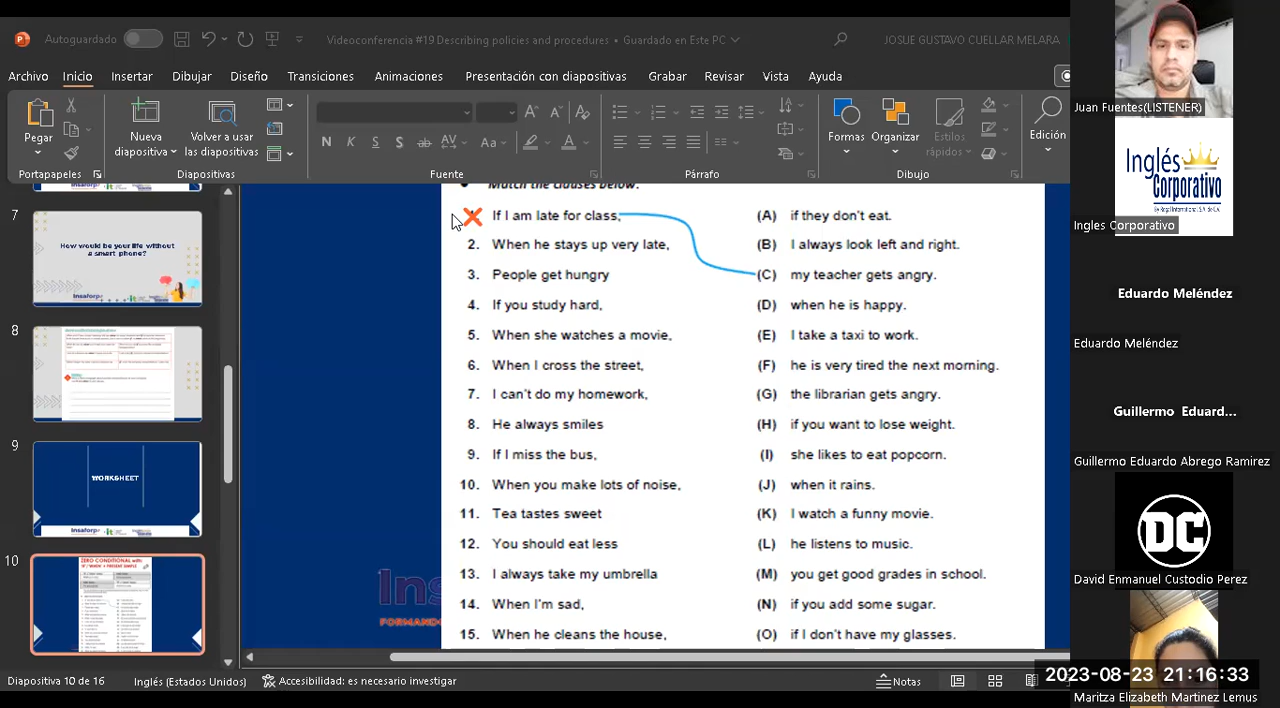 Autoguardado
Videoconferencia #19 Describing policies and procedures • Guardado en Este PC
JOSUE GUSTAVO CUELLAR MELARA
Archivo Inicio Insertar Dibujar Diseño Transiciones Animaciones Presentación con diapositivas Grabar Revisar Vista Ayuda
Pegar
Nueva diapositiva
Volver a usar las diapositivas
Formas
Organizar
Estilos rápidos
Edición
Portapapeles
Diapositivas
Fuente
Párrafo
Dibujo
7
How would be your life without a smart phone?
Insaforp
8
9
WORKSHEET
Insaforp
10
ZERO CONDITIONAL with:
Match the clauses below.
If I am late for class,
2. When he stays up very late,
3. People get hungry
4. If you study hard,
5. When she watches a movie,
6. When I cross the street,
7. I can't do my homework,
8. He always smiles
9. If I miss the bus,
10. When you make lots of noise,
11. Tea tastes sweet
12. You should eat less
13. I always take my umbrella
14. When I'm sad,
15. When he cleans the house,
(A) if they don't eat.
(B) I always look left and right.
(C) my teacher gets angry.
(D) when he is happy.
(E) I take a taxi to work.
(F) he is very tired the next morning.
(G) the librarian gets angry.
(H) if you want to lose weight.
(I) she likes to eat popcorn.
(J) when it rains.
(K) I watch a funny movie.
(L) he listens to music.
(M) you get good grades in school.
(N) if you add some sugar.
(O) if I don't have my glasses.
Diapositiva 10 de 16
Inglés (Estados Unidos)
Accesibilidad: es necesario investigar
Notas
Juan Fuentes(LISTENER)
Inglés
Corporativo
Ingles Corporativo
Eduardo Meléndez
Eduardo Meléndez
Guillermo Eduard...
Guillermo Eduardo Abrego Ramirez
DC
David Enmanuel Custodio Perez
2023-08-23 21:16:33
Maritza Elizabeth Martinez Lemus